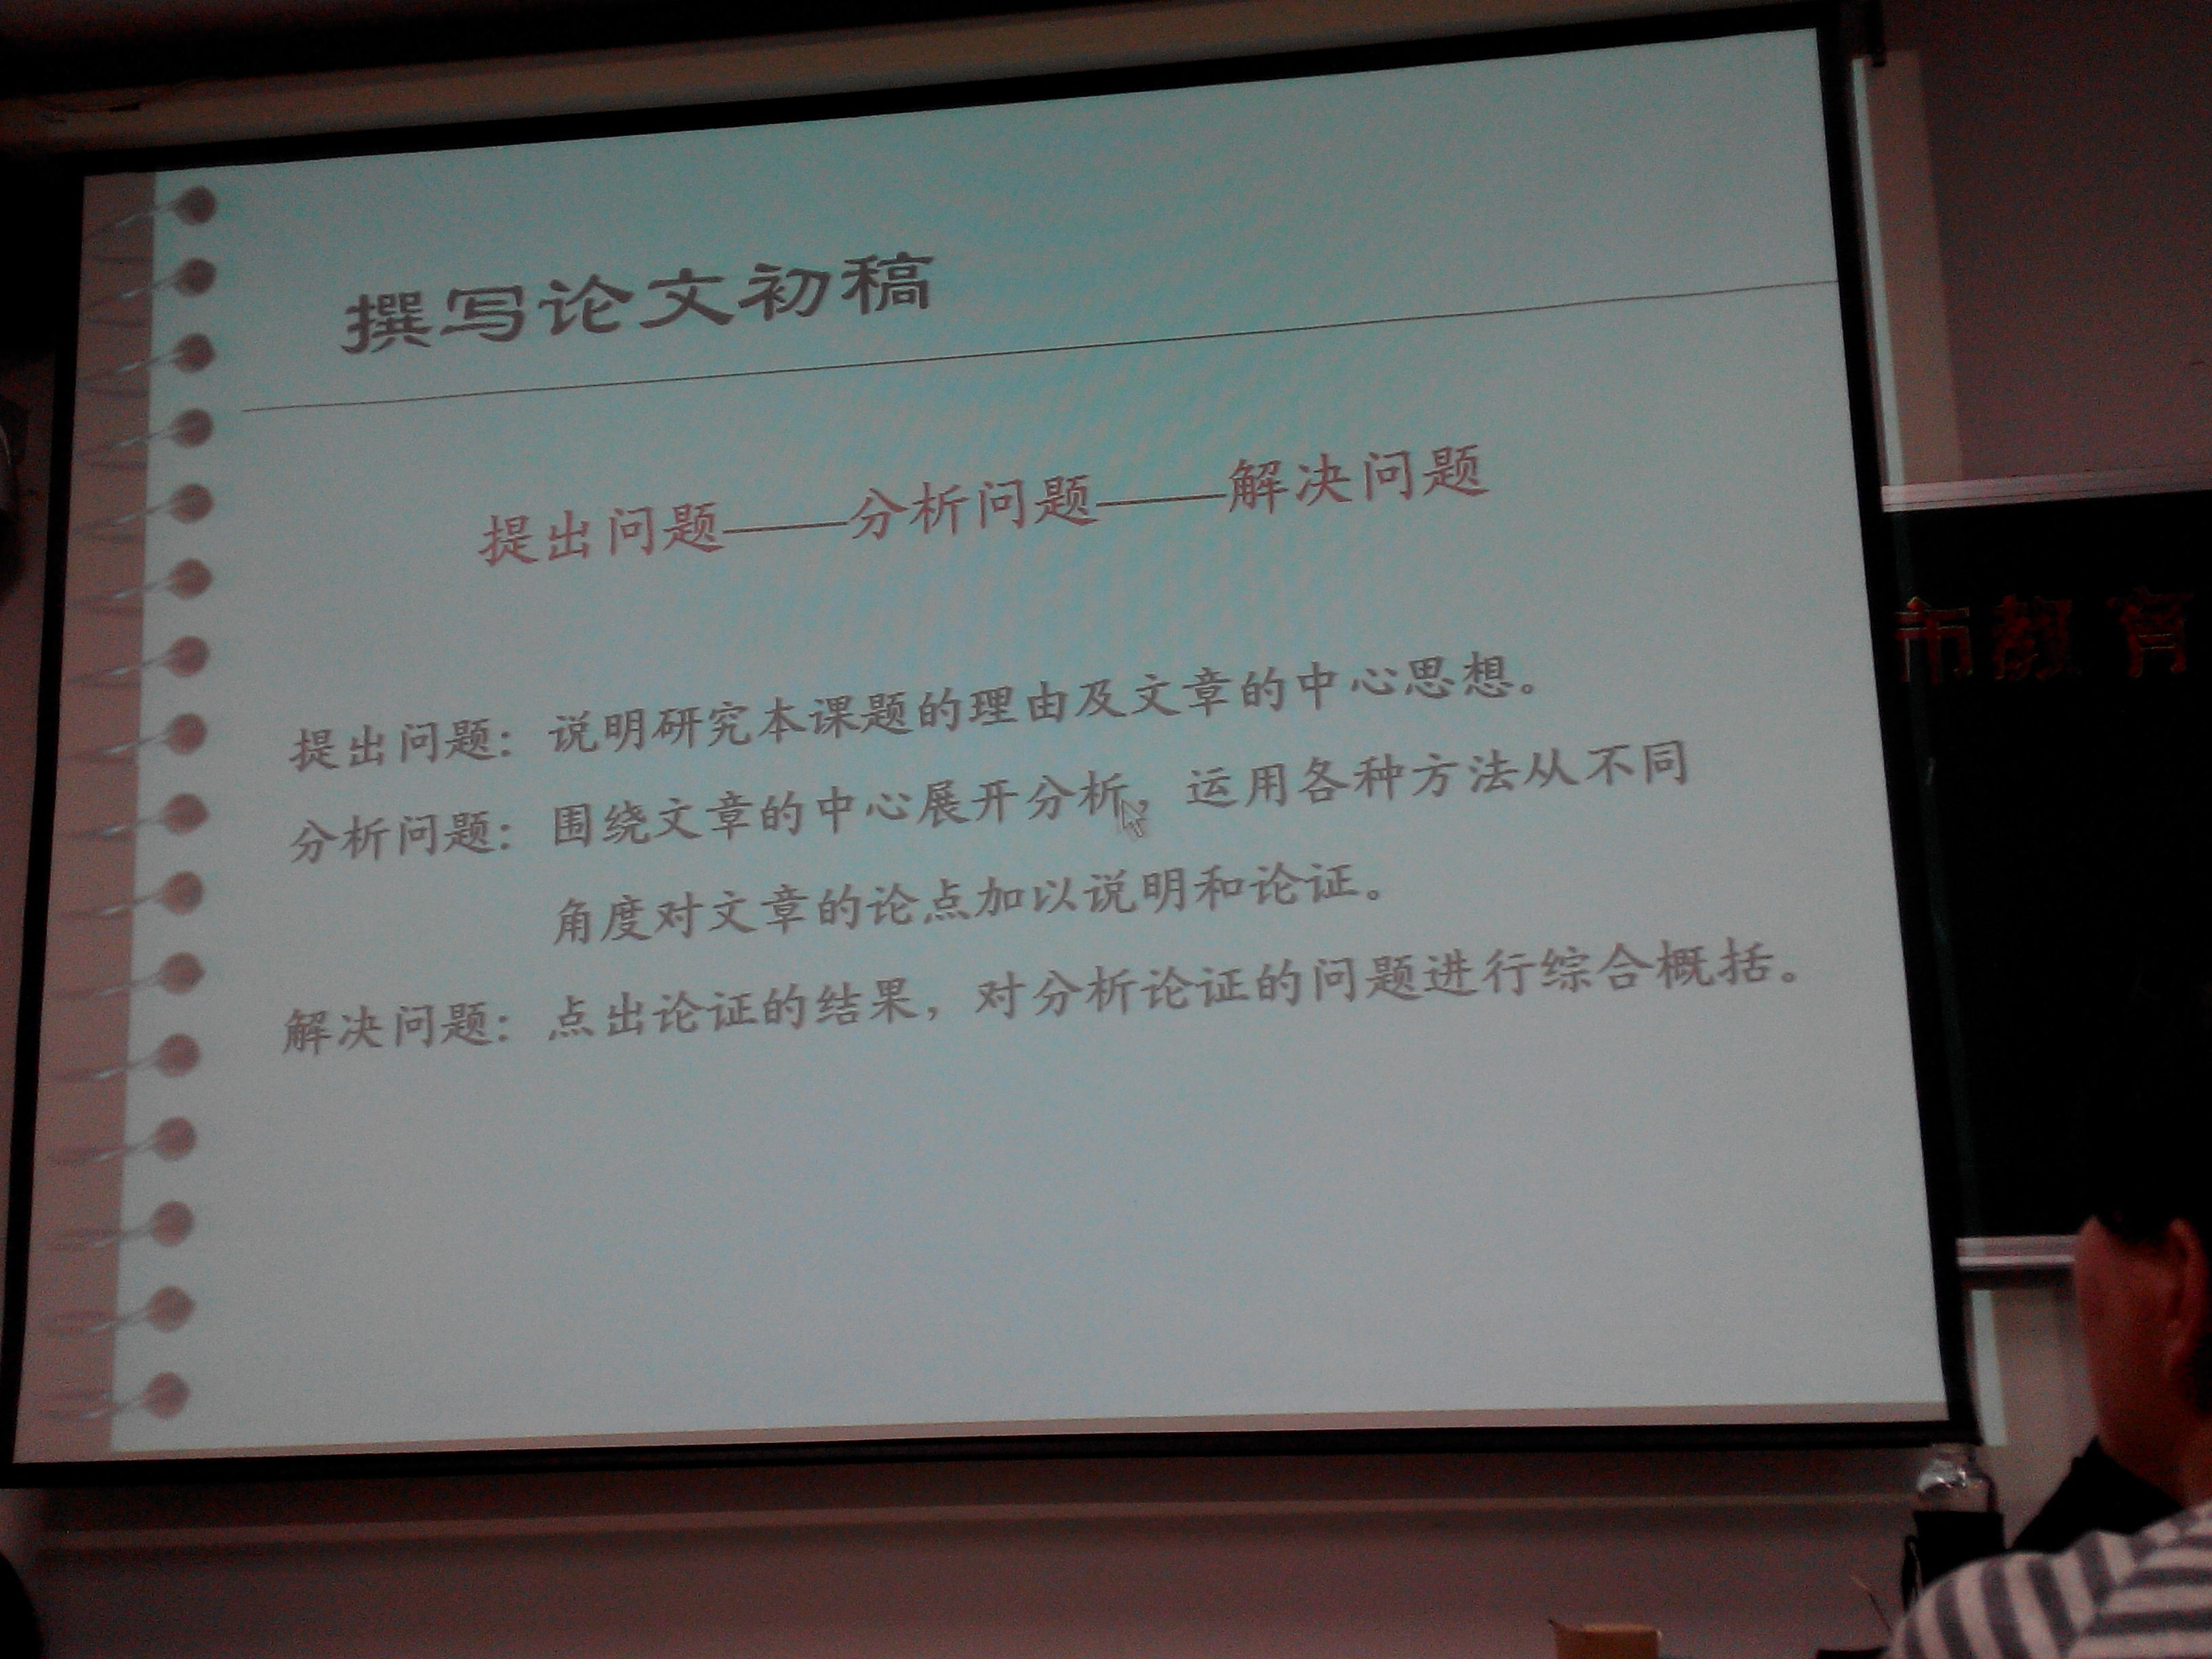 撰写论文初稿
提出问题——分析问题——解决问题
提出问题：说明研究本课题的理由及文章的中心思想。
分析问题：围绕文章的中心展开分析，运用各种方法从不同
角度对文章的论点加以说明和论证。
解决问题：点出论证的结果，对分析论证的问题进行综合概括。
市教育